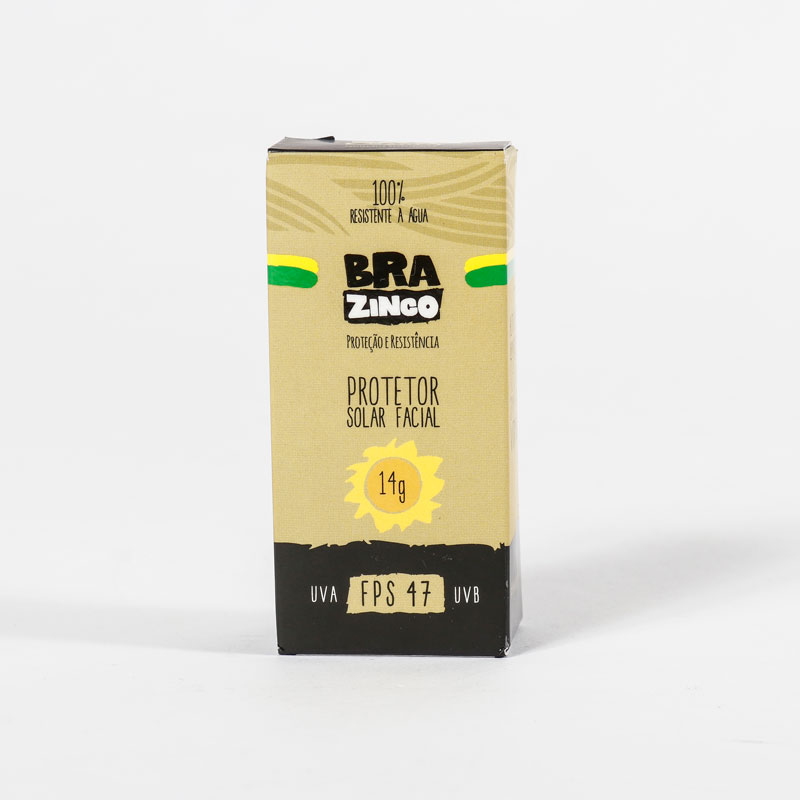 100%
RESISTENTE À ÁGUA
BRA
ZINCO
PROTEÇÃO E RESISTÊNCIA
PROTETOR
SOLAR FACIAL
14g
UVA FPS 47 UVB